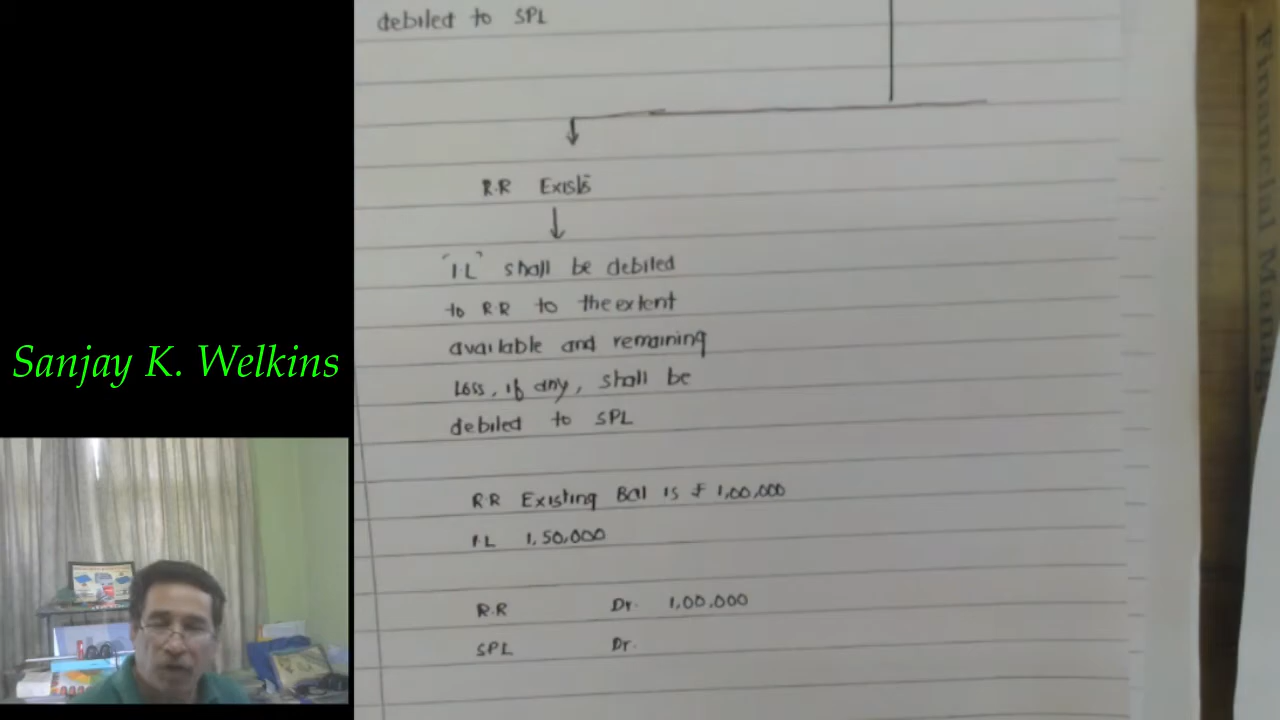 debited to SPL
R.R Exists
"I.L" shall be debited
to R.R to the extent
available and remaining
Loss, if any, shall be
debited to SPL
R.R Existing Bal is ₹ 1,00,000
I.L 1,50,000
R.R Dr. 1,00,000
SPL Dr.
Sanjay K. Welkins
Financial Manag